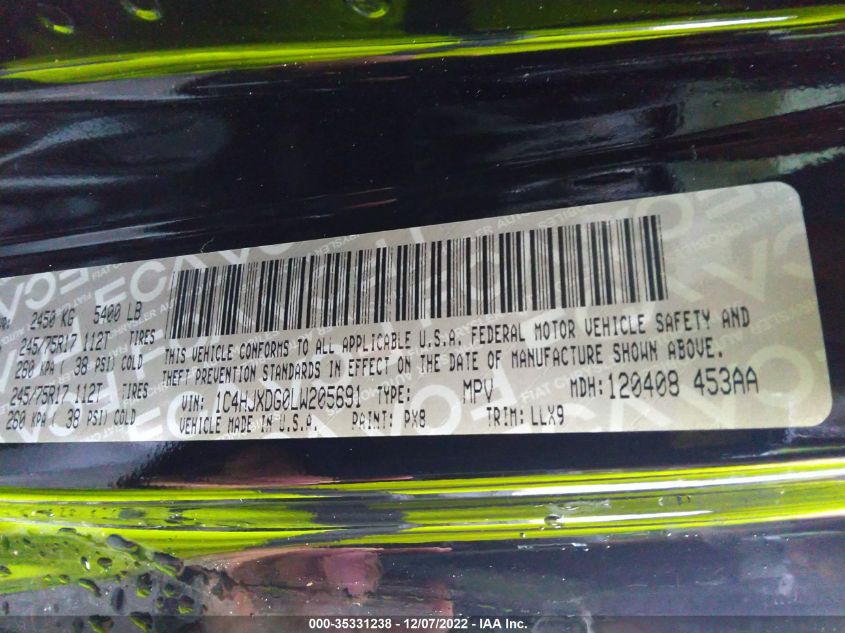 2450 KG 5400 LB
245/75R17 112T TIRES
260 KPA ( 38 PSI) COLD
245/75R17 112T TIRES
260 KPA ( 38 PSI) COLD
THIS VEHICLE CONFORMS TO ALL APPLICABLE U.S.A. FEDERAL MOTOR VEHICLE SAFETY AND
THEFT PREVENTION STANDARDS IN EFFECT ON THE DATE OF MANUFACTURE SHOWN ABOVE.
VIN: 1C4HJXDG0LW205691 TYPE: MPV MDH: 120408 453AA
VEHICLE MADE IN U.S.A. PAINT: PX8 TRIM: LLX9
000-35331238 - 12/07/2022 - IAA Inc.